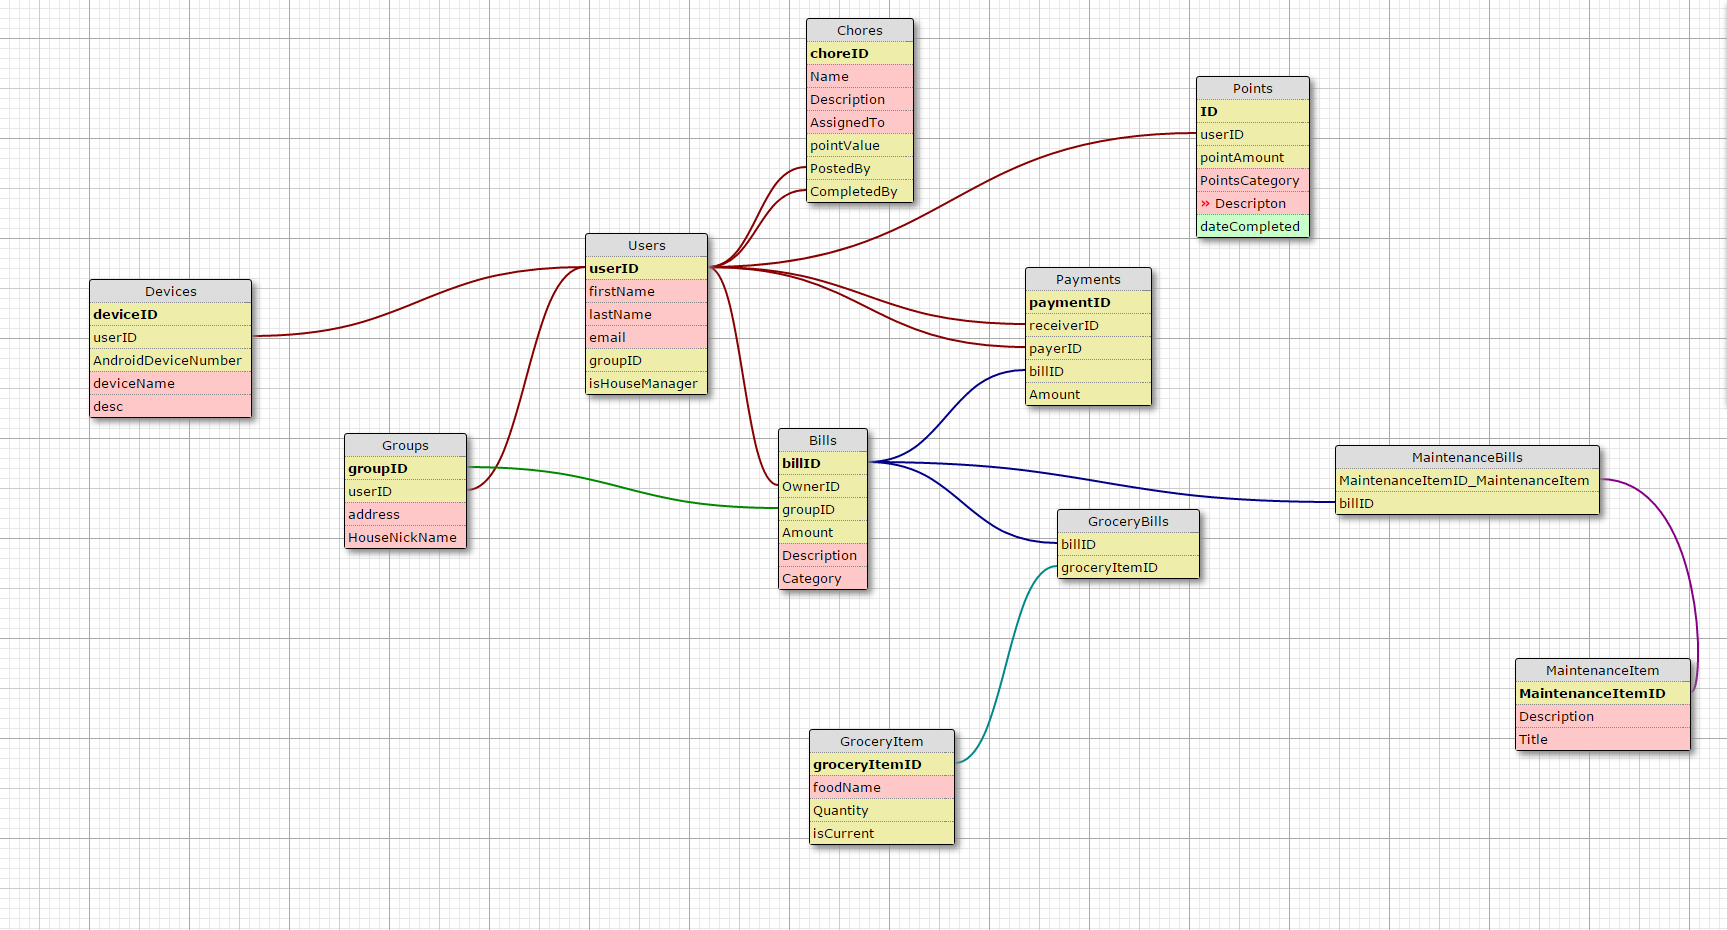 Chores
choreID
Name
Description
AssignedTo
pointValue
PostedBy
CompletedBy
Points
ID
userID
pointAmount
PointsCategory
» Descripton
dateCompleted
Users
userID
firstName
lastName
email
groupID
isHouseManager
Payments
paymentID
receiverID
payerID
billID
Amount
Devices
deviceID
userID
AndroidDeviceNumber
deviceName
desc
Groups
groupID
userID
address
HouseNickName
Bills
billID
OwnerID
groupID
Amount
Description
Category
MaintenanceBills
MaintenanceItemID_MaintenanceItem
billID
GroceryBills
billID
groceryItemID
MaintenanceItem
MaintenanceItemID
Description
Title
GroceryItem
groceryItemID
foodName
Quantity
isCurrent